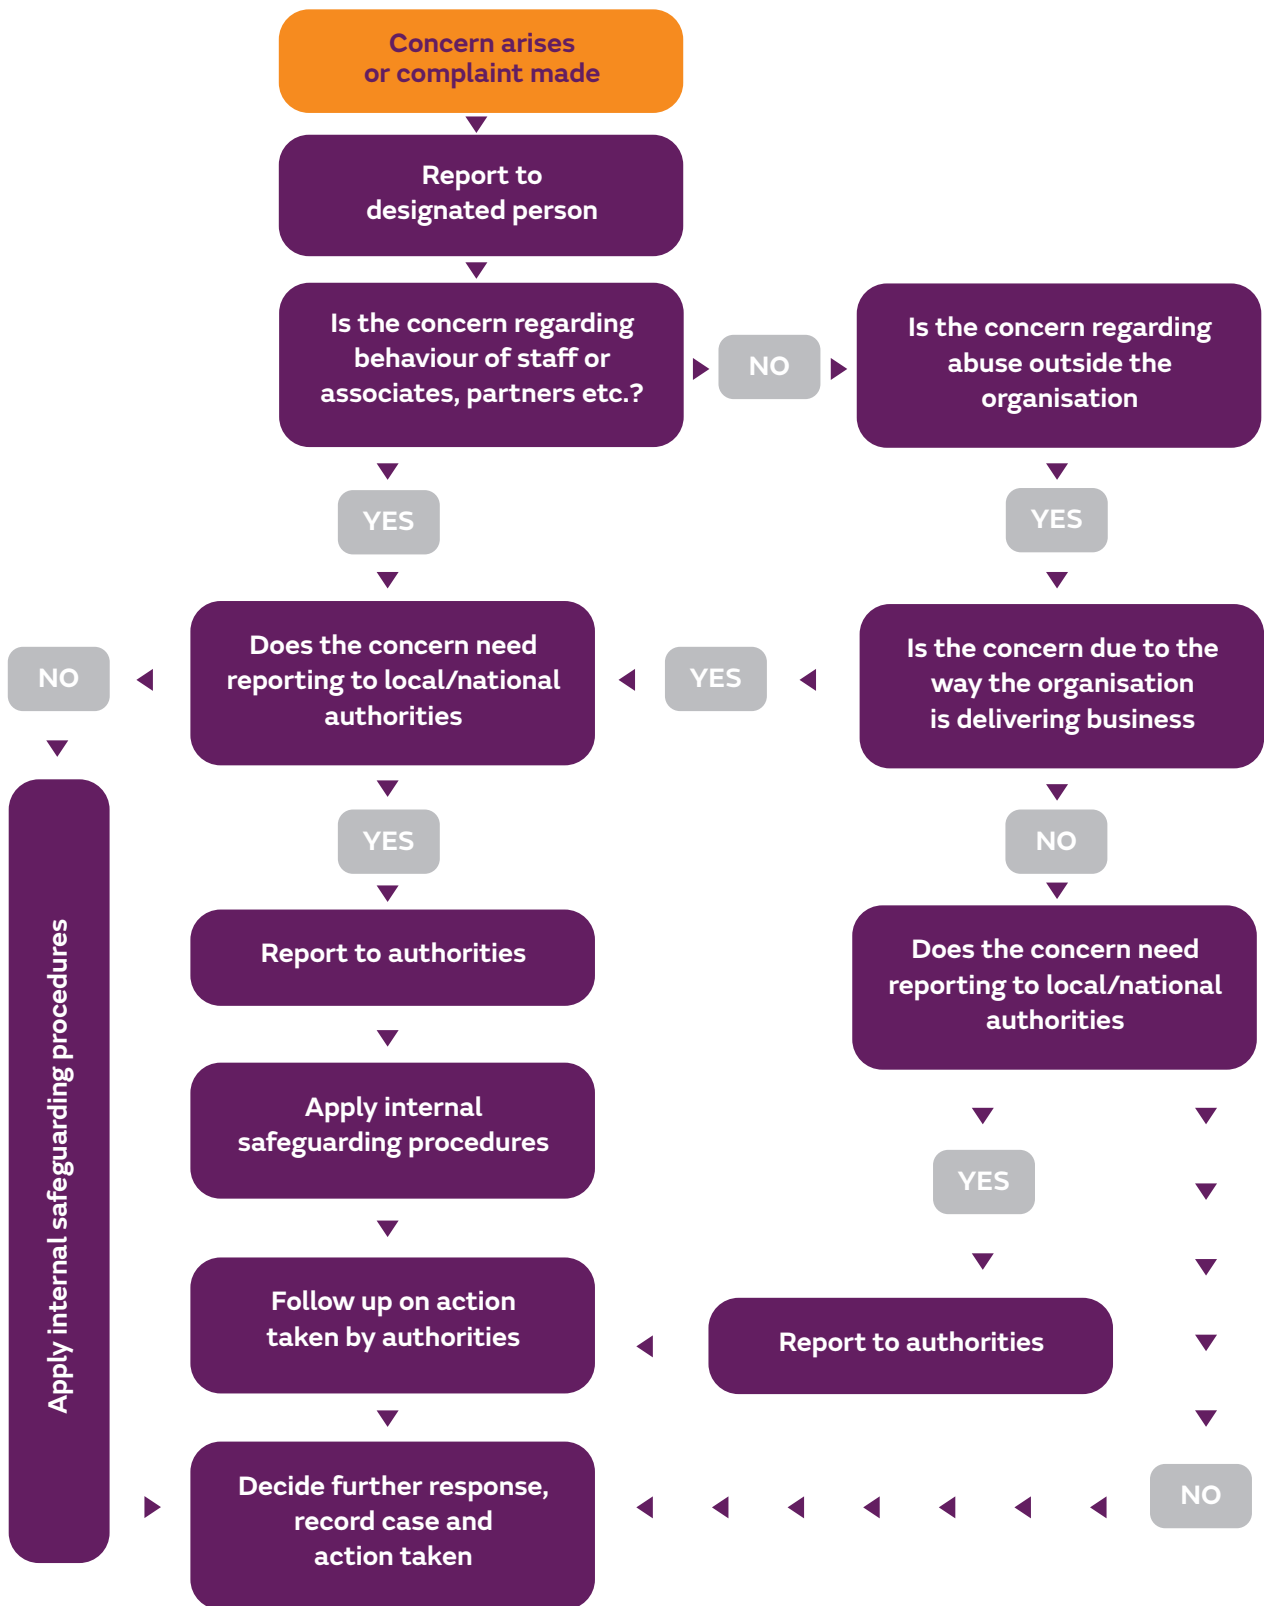 Concern arises
or complaint made
Report to
designated person
Is the concern regarding
behaviour of staff or
associates, partners etc.?
NO
Is the concern regarding
abuse outside the
organisation
YES
YES
Does the concern need
reporting to local/national
authorities
NO
YES
Is the concern due to the
way the organisation
is delivering business
YES
NO
Report to authorities
Does the concern need
reporting to local/national
authorities
Apply internal safeguarding procedures
Apply internal
safeguarding procedures
YES
Follow up on action
taken by authorities
Report to authorities
Decide further response,
record case and
action taken
NO